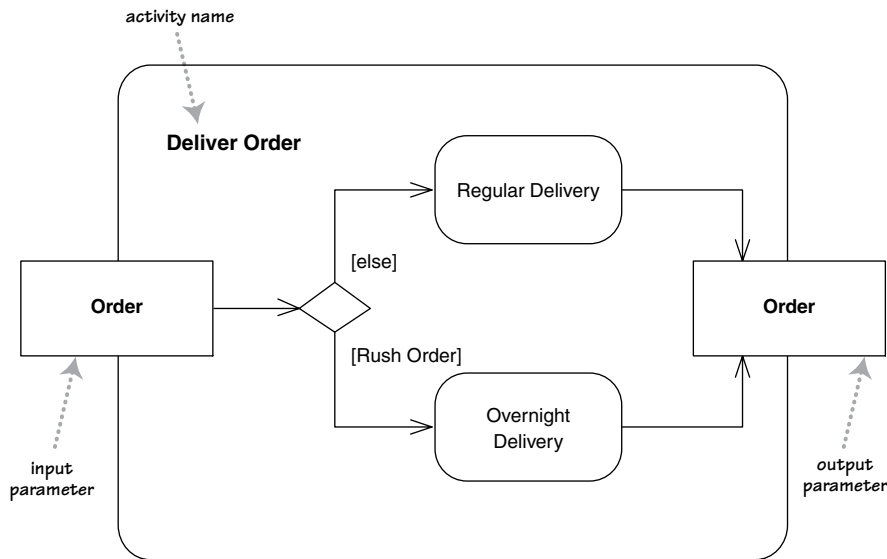 activity name
Deliver Order
Regular Delivery
[else]
Order
Order
[Rush Order]
Overnight
Delivery
input
parameter
output
parameter